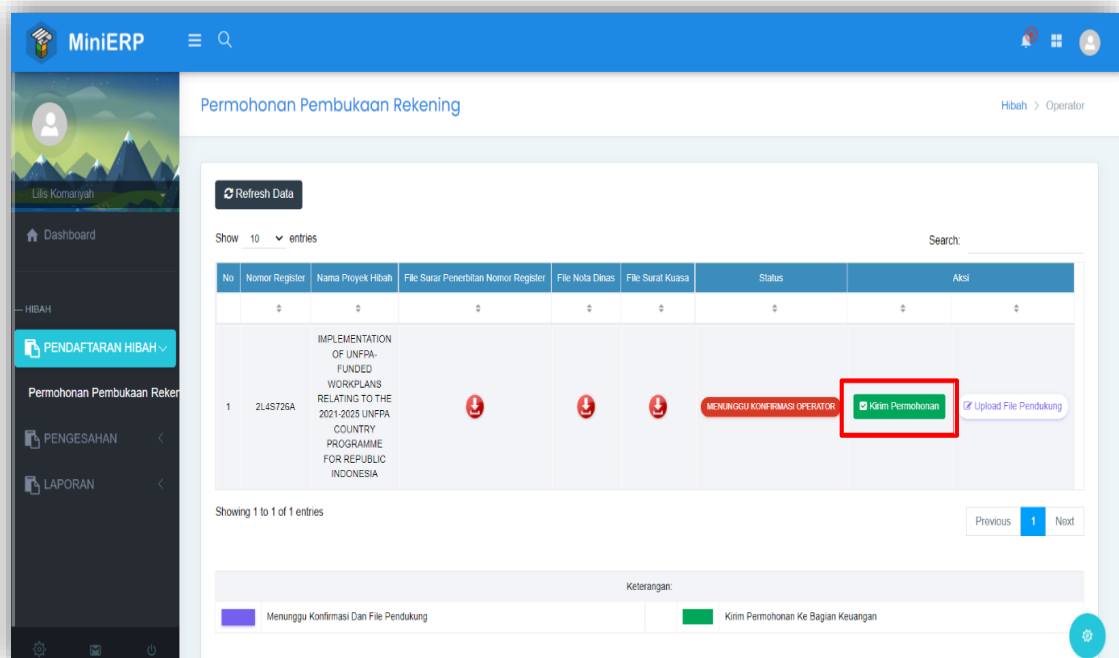 MiniERP
Permohonan Pembukaan Rekening
Hibah > Operator
Lilis Komariyah
Dashboard
HIBAH
PENDAFTARAN HIBAH
Permohonan Pembukaan Reker
PENGESAHAN
LAPORAN
Refresh Data
Show 10 entries
Search:
No Nomor Register Nama Proyek Hibah File Surar Penerbitan Nomor Register File Nota Dinas File Surat Kuasa Status Aksi
1 2L4S726A
IMPLEMENTATION
OF UNFPA-
FUNDED
WORKPLANS
RELATING TO THE
2021-2025 UNFPA
COUNTRY
PROGRAMME
FOR REPUBLIC
INDONESIA
MENUNGGU KONFIRMASI OPERATOR
Kirim Permohonan
Upload File Pendukung
Showing 1 to 1 of 1 entries
Previous 1 Next
Keterangan:
Menunggu Konfirmasi Dan File Pendukung
Kirim Permohonan Ke Bagian Keuangan